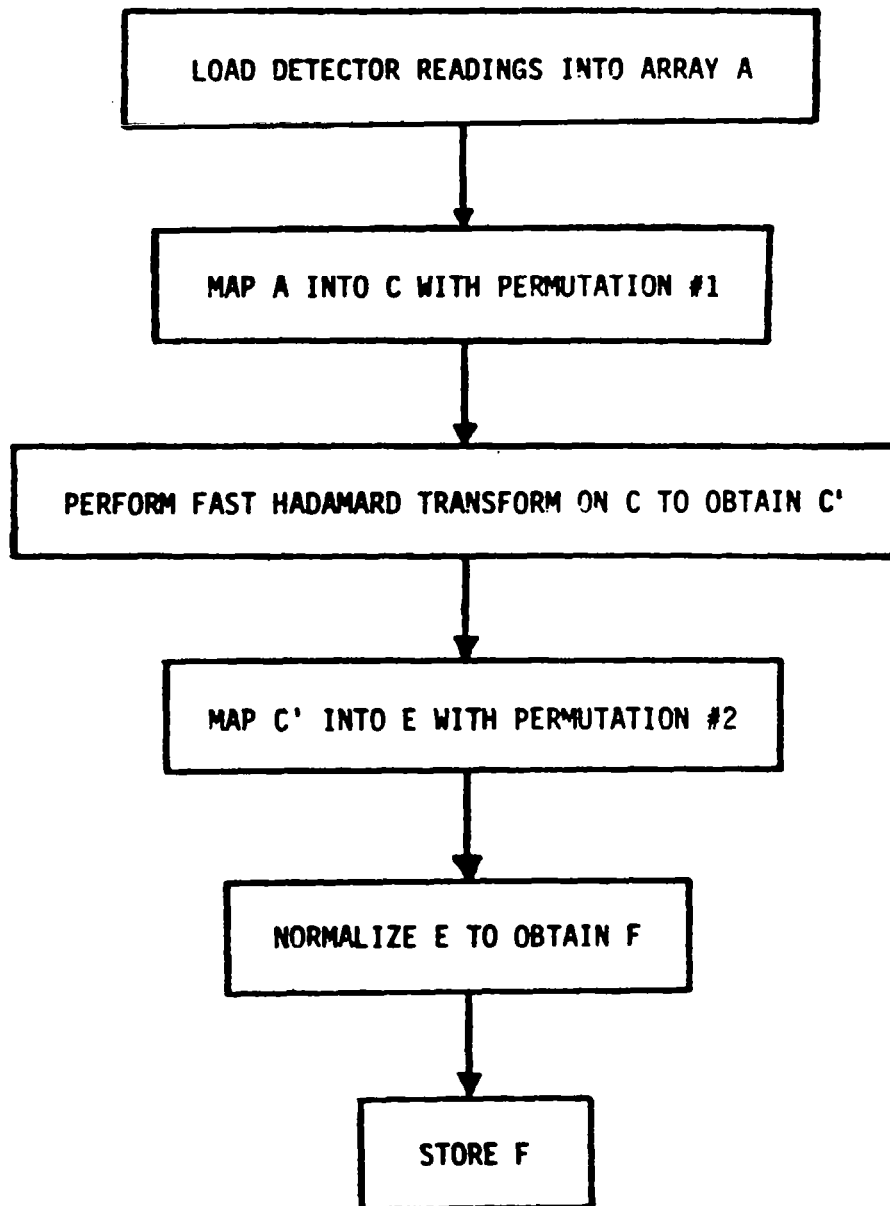 LOAD DETECTOR READINGS INTO ARRAY A
MAP A INTO C WITH PERMUTATION #1
PERFORM FAST HADAMARD TRANSFORM ON C TO OBTAIN C'
MAP C' INTO E WITH PERMUTATION #2
NORMALIZE E TO OBTAIN F
STORE F